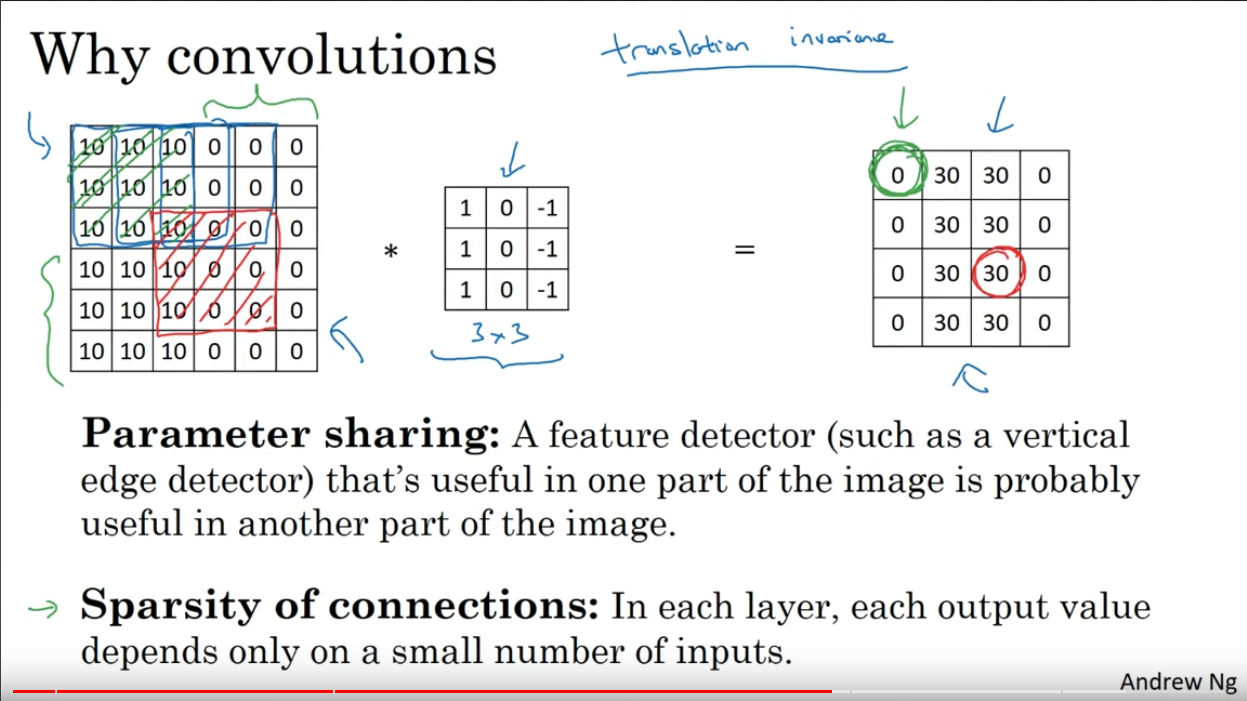 Why convolutions
translation invariance
10 10 10 0 0 0
10 10 10 0 0 0
10 10 10 0 0 0
10 10 10 0 0 0
10 10 10 0 0 0
10 10 10 0 0 0
*
1 0 -1
1 0 -1
1 0 -1
3×3
=
0 30 30 0
0 30 30 0
0 30 30 0
0 30 30 0
Parameter sharing: A feature detector (such as a vertical
edge detector) that's useful in one part of the image is probably
useful in another part of the image.
→ Sparsity of connections: In each layer, each output value
depends only on a small number of inputs.
Andrew Ng